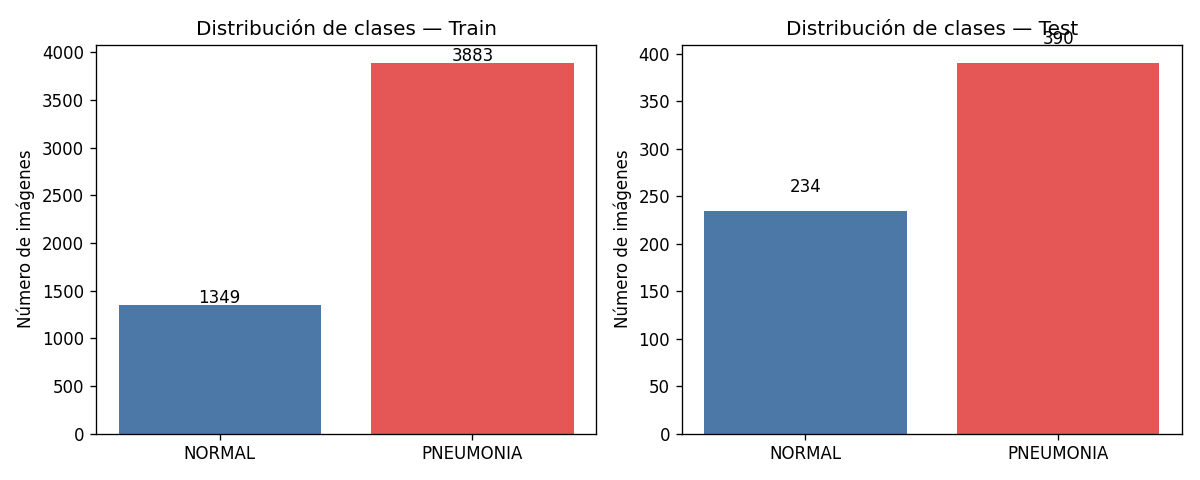 Distribución de clases — Train
Número de imágenes
4000
3500
3000
2500
2000
1500
1000
500
0
1349
3883
NORMAL
PNEUMONIA
Distribución de clases — Test
Número de imágenes
400
350
300
250
200
150
100
50
0
234
390
NORMAL
PNEUMONIA